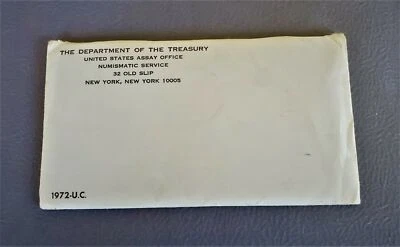 THE DEPARTMENT OF THE TREASURY
UNITED STATES ASSAY OFFICE
NUMISMATIC SERVICE
32 OLD SLIP
NEW YORK, NEW YORK 10005
1972-U.C.